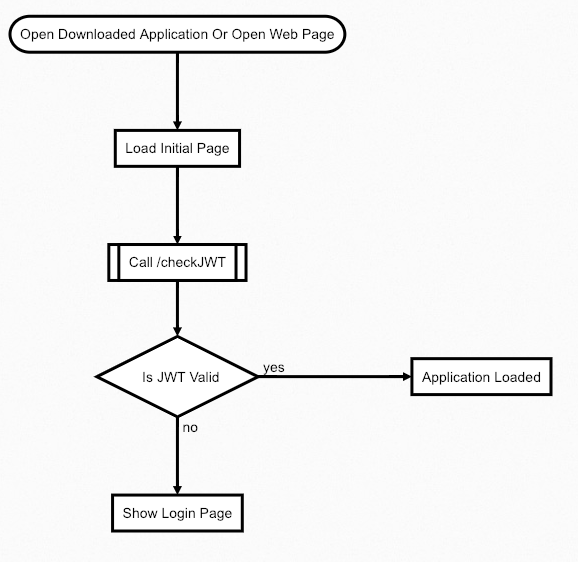 Open Downloaded Application Or Open Web Page
Load Initial Page
Call /checkJWT
Is JWT Valid
yes
Application Loaded
no
Show Login Page